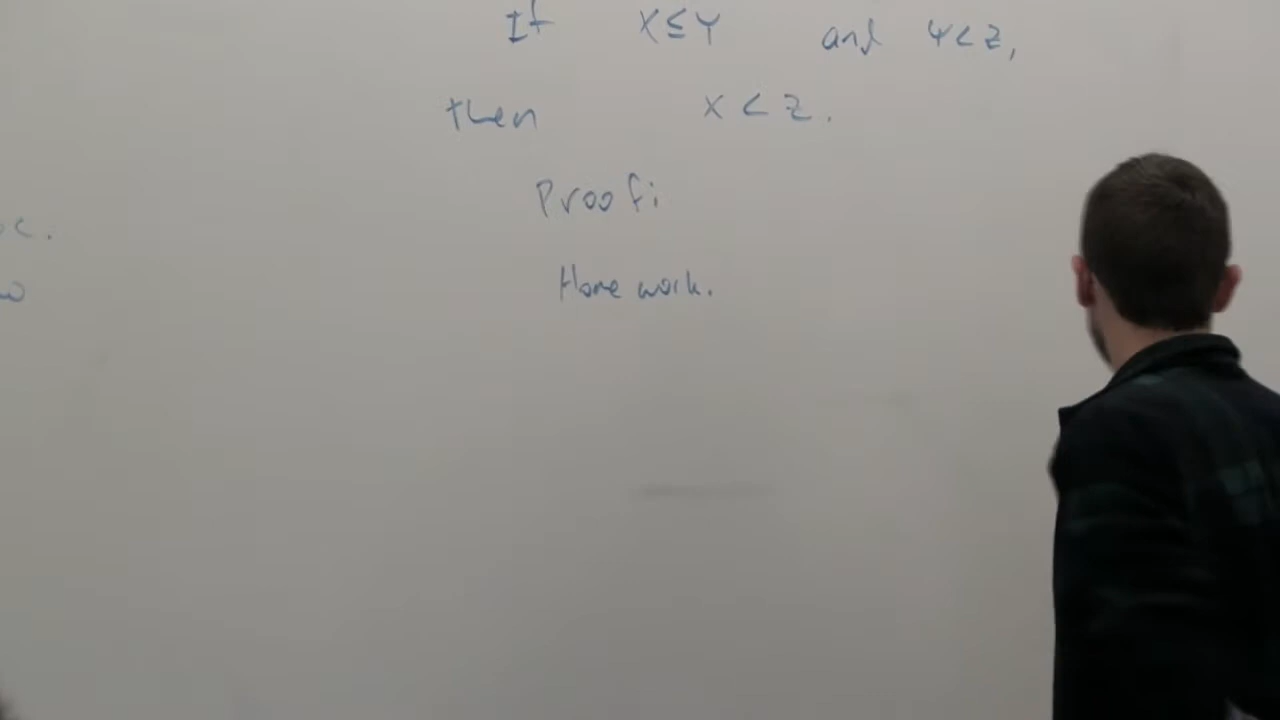 If X ≤ Y and Y < Z,
then X < Z.
Proof:
Homework.